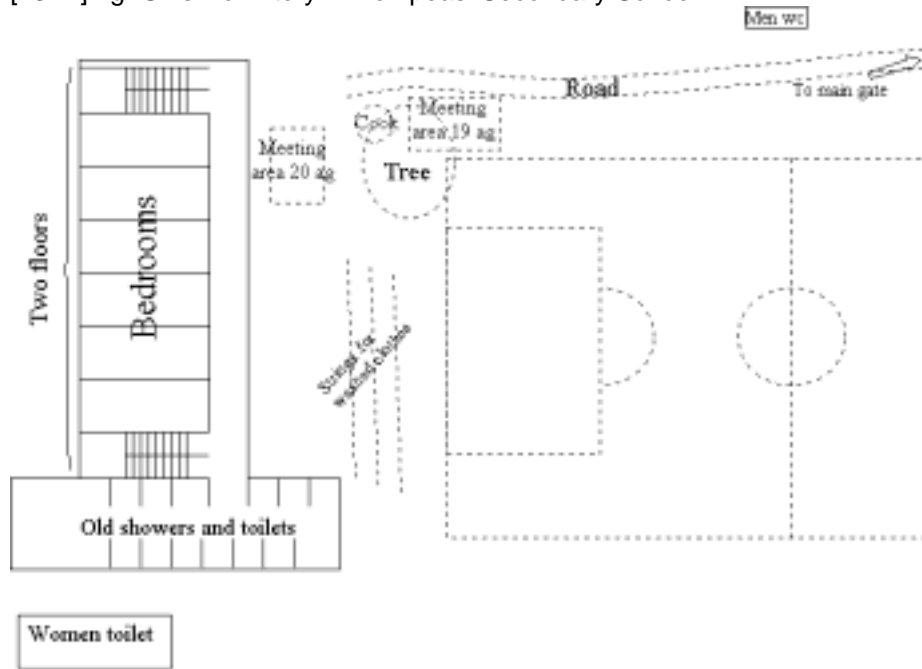 Men wc
Road
To main gate
Cook
Meeting
area 19 ag
Meeting
area 20 ag
Tree
Two floors
Bedrooms
Strings for
washed clothes
Old showers and toilets
Women toilet